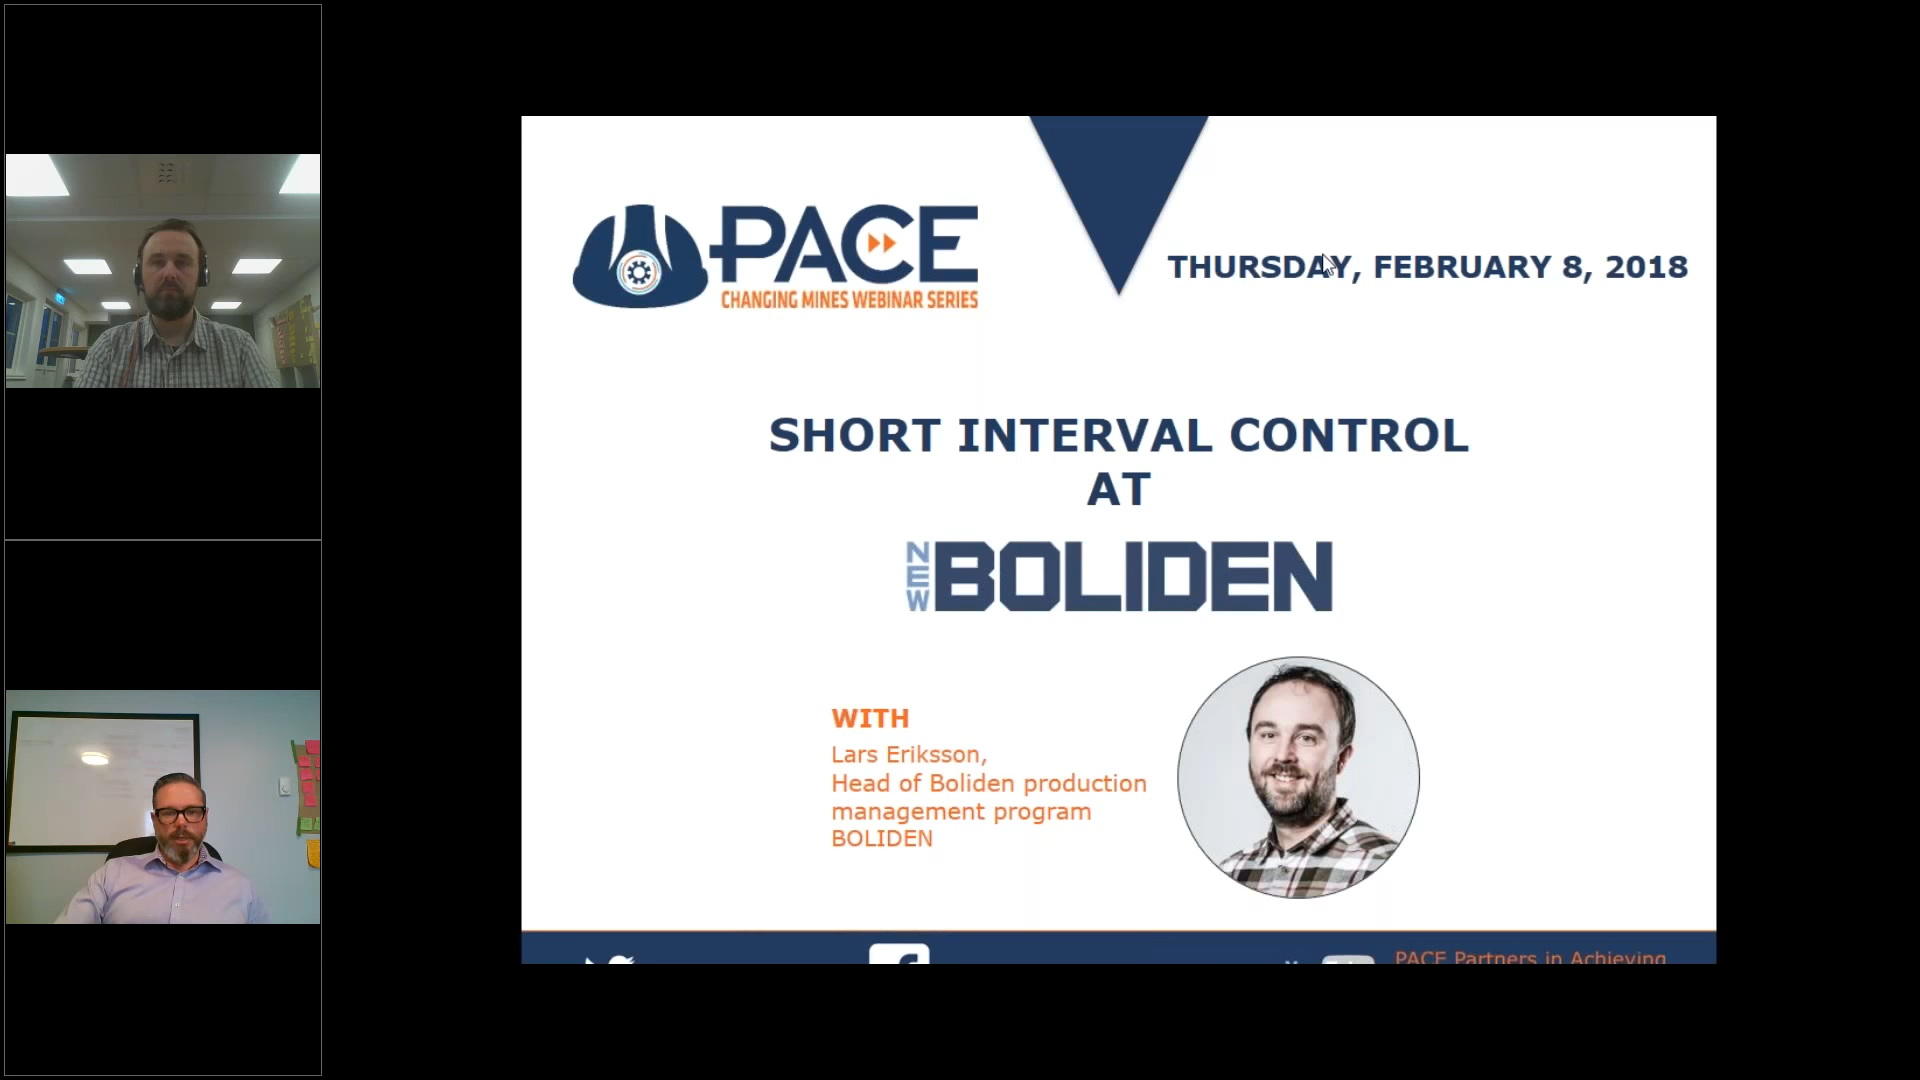 PACE
CHANGING MINES WEBINAR SERIES
THURSDAY, FEBRUARY 8, 2018
SHORT INTERVAL CONTROL
AT
NEW BOLIDEN
WITH
Lars Eriksson,
Head of Boliden production
management program
BOLIDEN
PACE Partners in Achieving